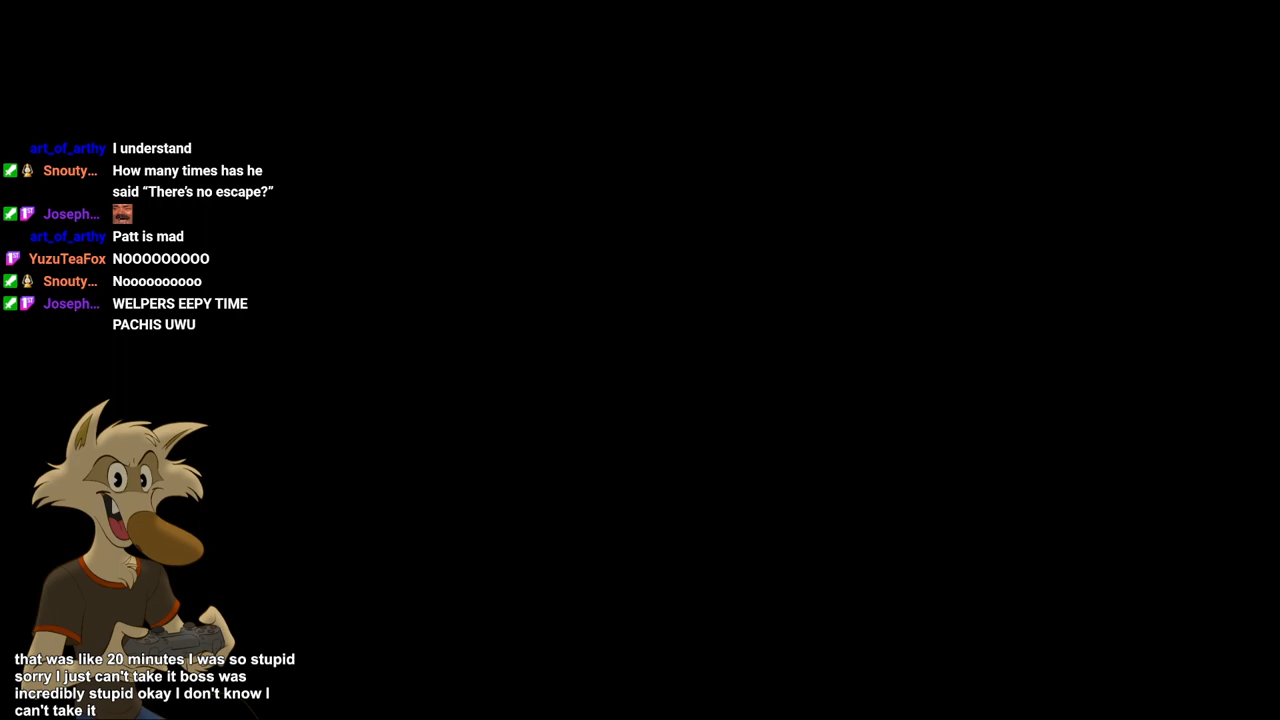 art_of_arthy I understand
Snouty... How many times has he
said “There's no escape?”
Joseph...
art_of_arthy Patt is mad
YuzuTeaFox NOOOOOOOOO
Snouty... Noooooooooo
Joseph... WELPERS EEPY TIME
PACHIS UWU
that was like 20 minutes I was so stupid
sorry I just can't take it boss was
incredibly stupid okay I don't know I
can't take it